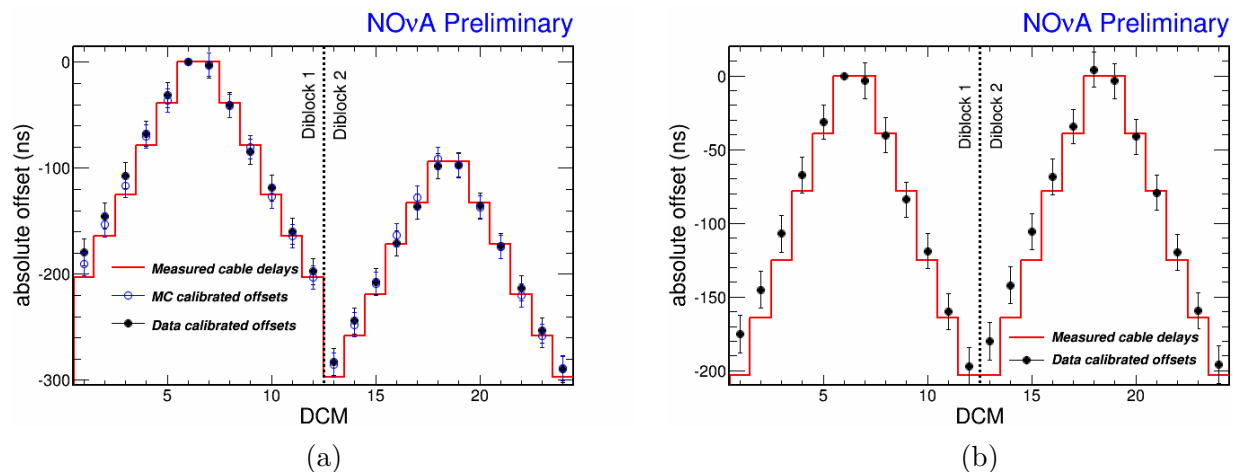 NOνA Preliminary
absolute offset (ns)
0
-100
-200
-300
Diblock 1
Diblock 2
Measured cable delays
MC calibrated offsets
Data calibrated offsets
5
10
15
20
DCM
(a)
NOνA Preliminary
absolute offset (ns)
0
-50
-100
-150
-200
Diblock 1
Diblock 2
Measured cable delays
Data calibrated offsets
5
10
15
20
DCM
(b)